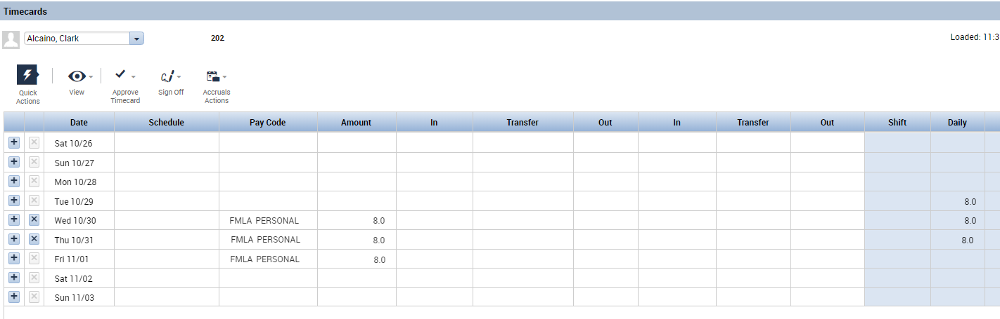 Timecards
Alcaino, Clark 202 Loaded: 11:3
Quick Actions View Approve Timecard Sign Off Accruals Actions
Date Schedule Pay Code Amount In Transfer Out In Transfer Out Shift Daily
Sat 10/26
Sun 10/27
Mon 10/28
Tue 10/29 8.0
Wed 10/30 FMLA PERSONAL 8.0 8.0
Thu 10/31 FMLA PERSONAL 8.0 8.0
Fri 11/01 FMLA PERSONAL 8.0
Sat 11/02
Sun 11/03